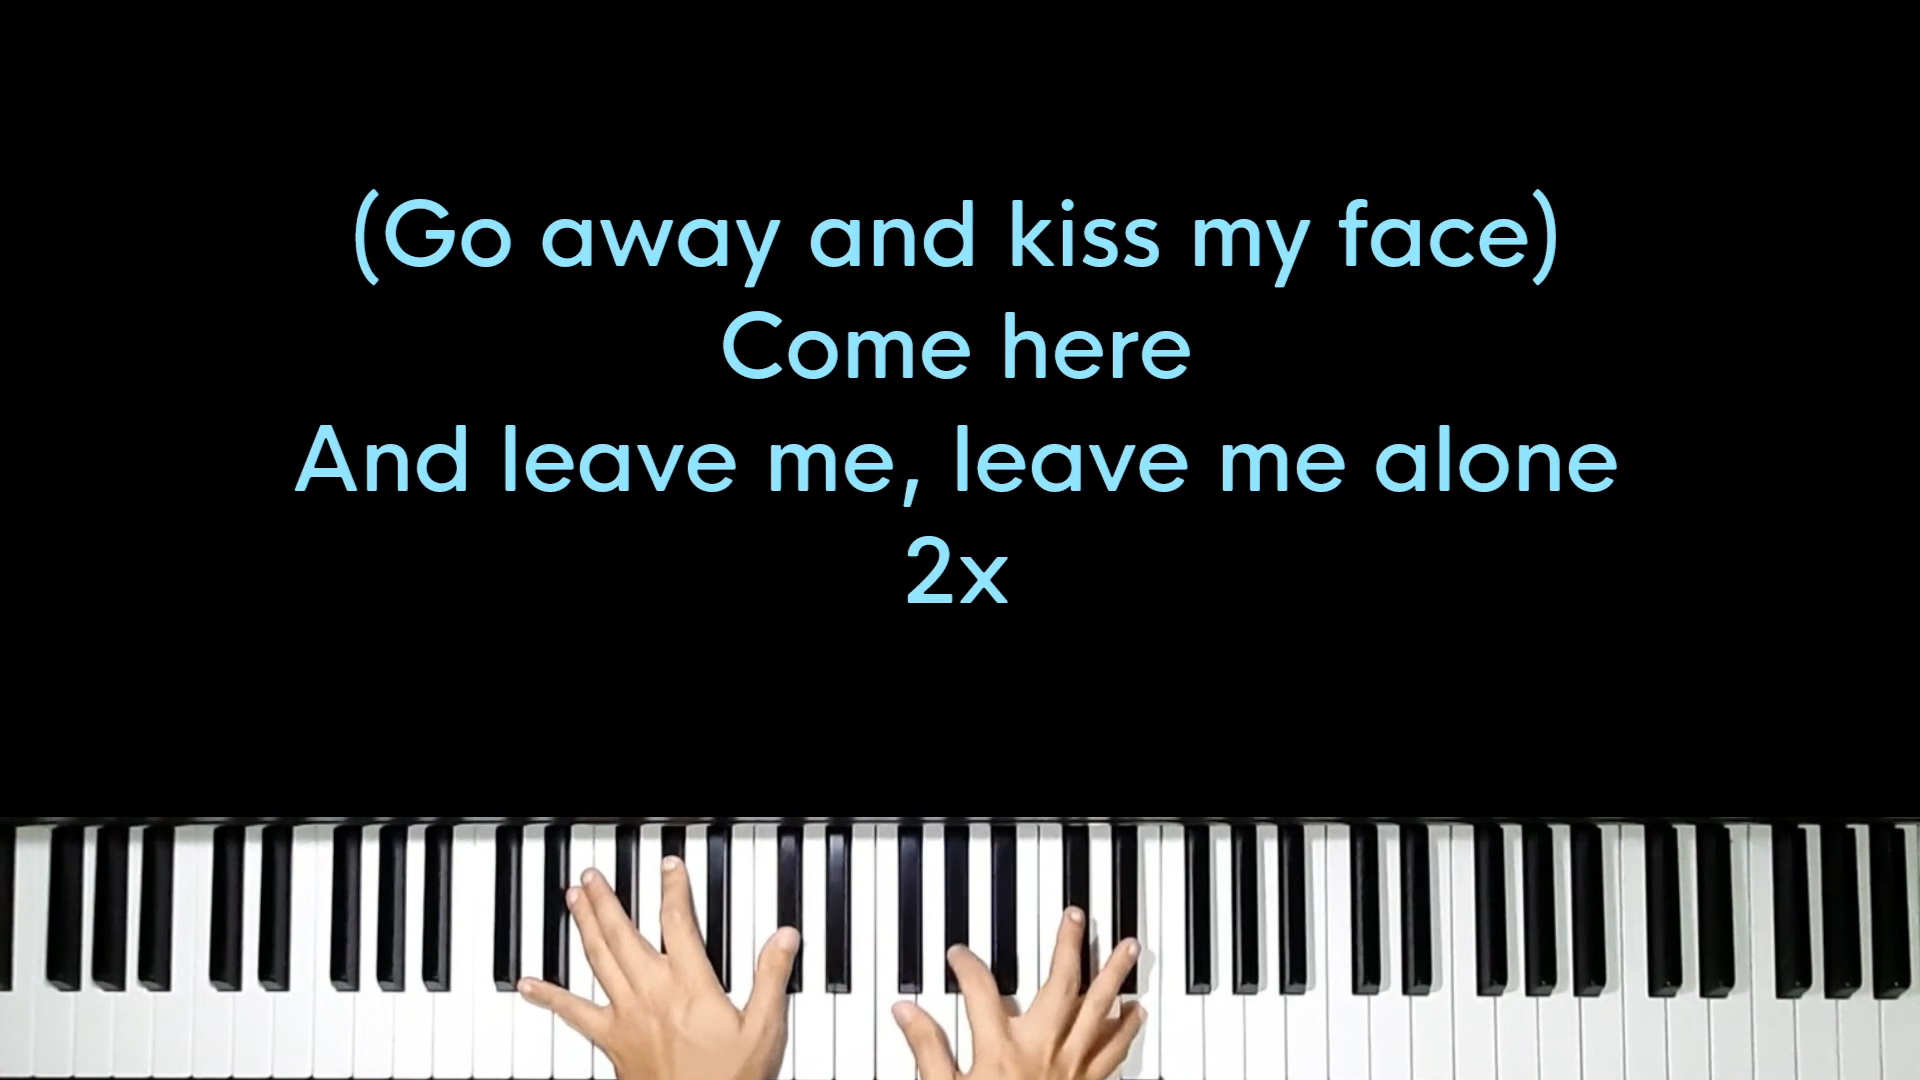 (Go away and kiss my face)
Come here
And leave me, leave me alone
2x